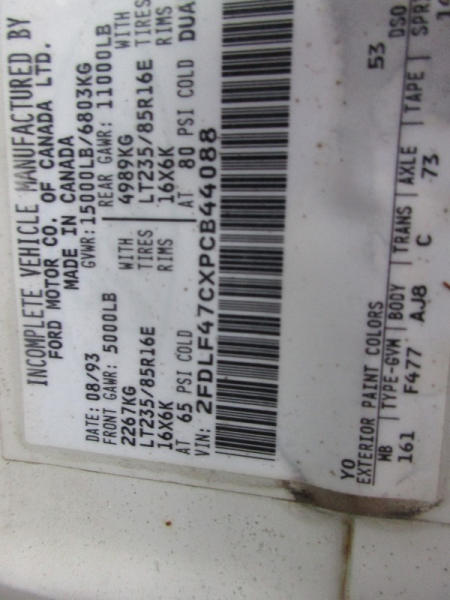 INCOMPLETE VEHICLE MANUFACTURED BY
FORD MOTOR CO. OF CANADA LTD.
MADE IN CANADA
DATE: 08/93 GVWR: 15000LB/6803KG
FRONT GAWR: 5000LB REAR GAWR: 11000LB
2267KG WITH 4989KG WITH
LT235/85R16E TIRES LT235/85R16E TIRES
16X6K RIMS 16X6K RIMS
AT 65 PSI COLD AT 80 PSI COLD DUA
VIN: 2FDLF47CXPCB44088
YO 53
EXTERIOR PAINT COLORS DSO
MB TYPE-GVW BODY TRANS AXLE TAPE SPRI
161 F477 AJ8 C 73